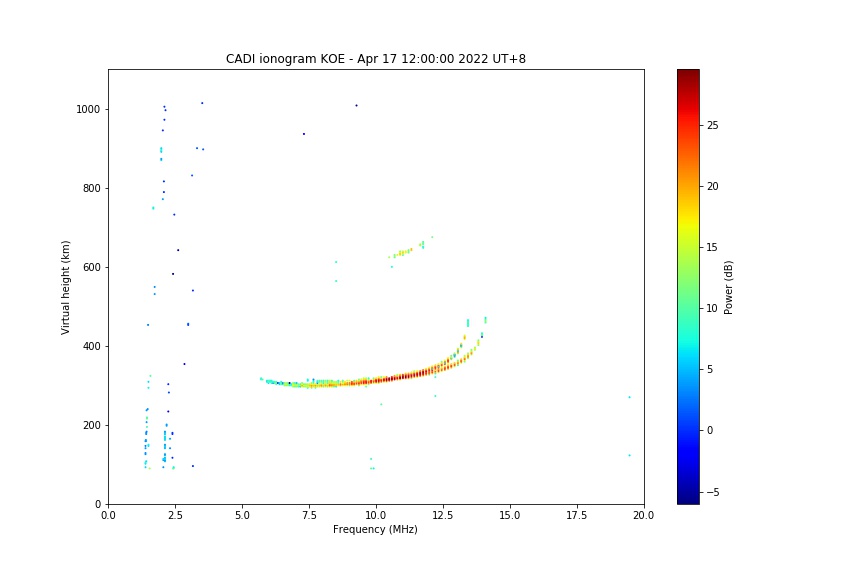 CADI ionogram KOE - Apr 17 12:00:00 2022 UT+8
1000
800
600
400
200
0
Virtual height (km)
0.0 2.5 5.0 7.5 10.0 12.5 15.0 17.5 20.0
Frequency (MHz)
25
20
15
10
5
0
−5
Power (dB)